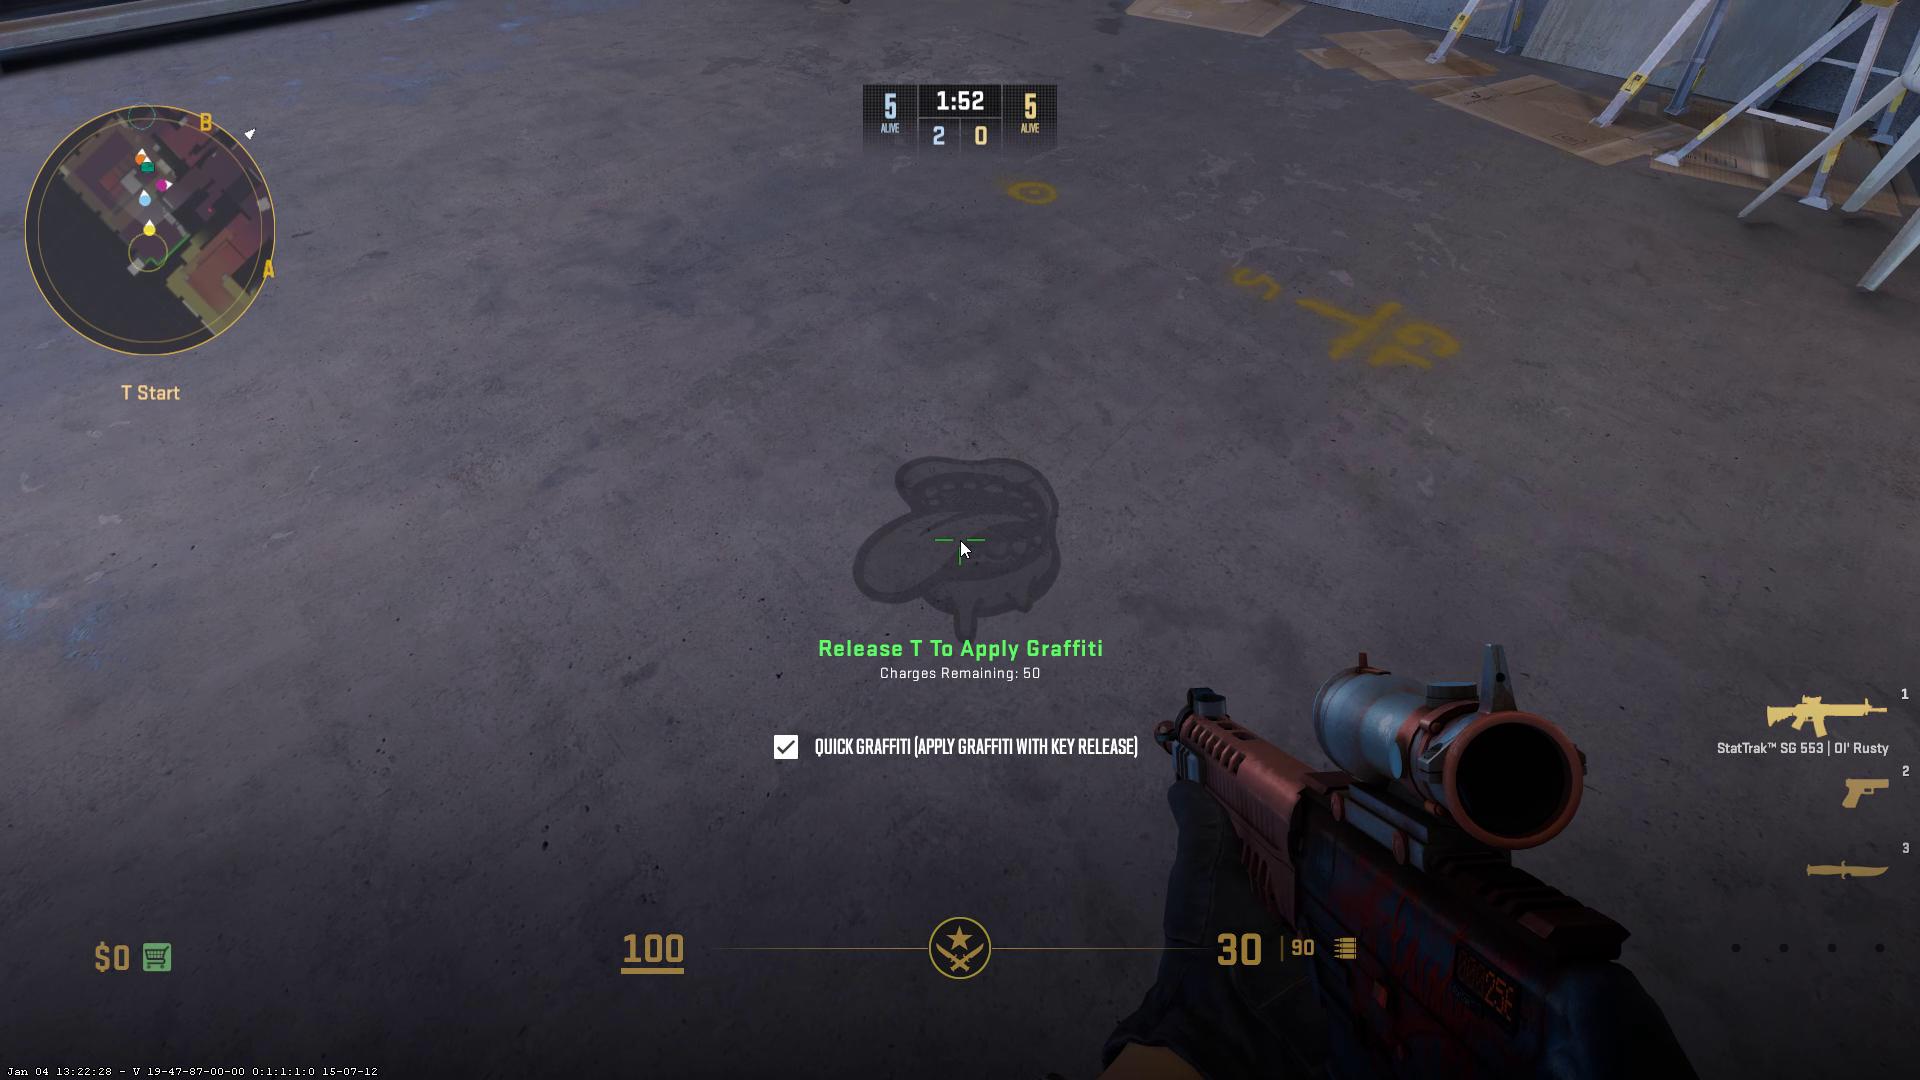 5 1:52 5
ALIVE 2 0 ALIVE
B
A
T Start
Release T To Apply Graffiti
Charges Remaining: 50
QUICK GRAFFITI (APPLY GRAFFITI WITH KEY RELEASE)
1
StatTrak™ SG 553 | Ol' Rusty
2
3
$0
100
30 | 90
Jan 04 13:22:28 - V 19-47-87-00-00 0:1:1:1:0 15-07-12